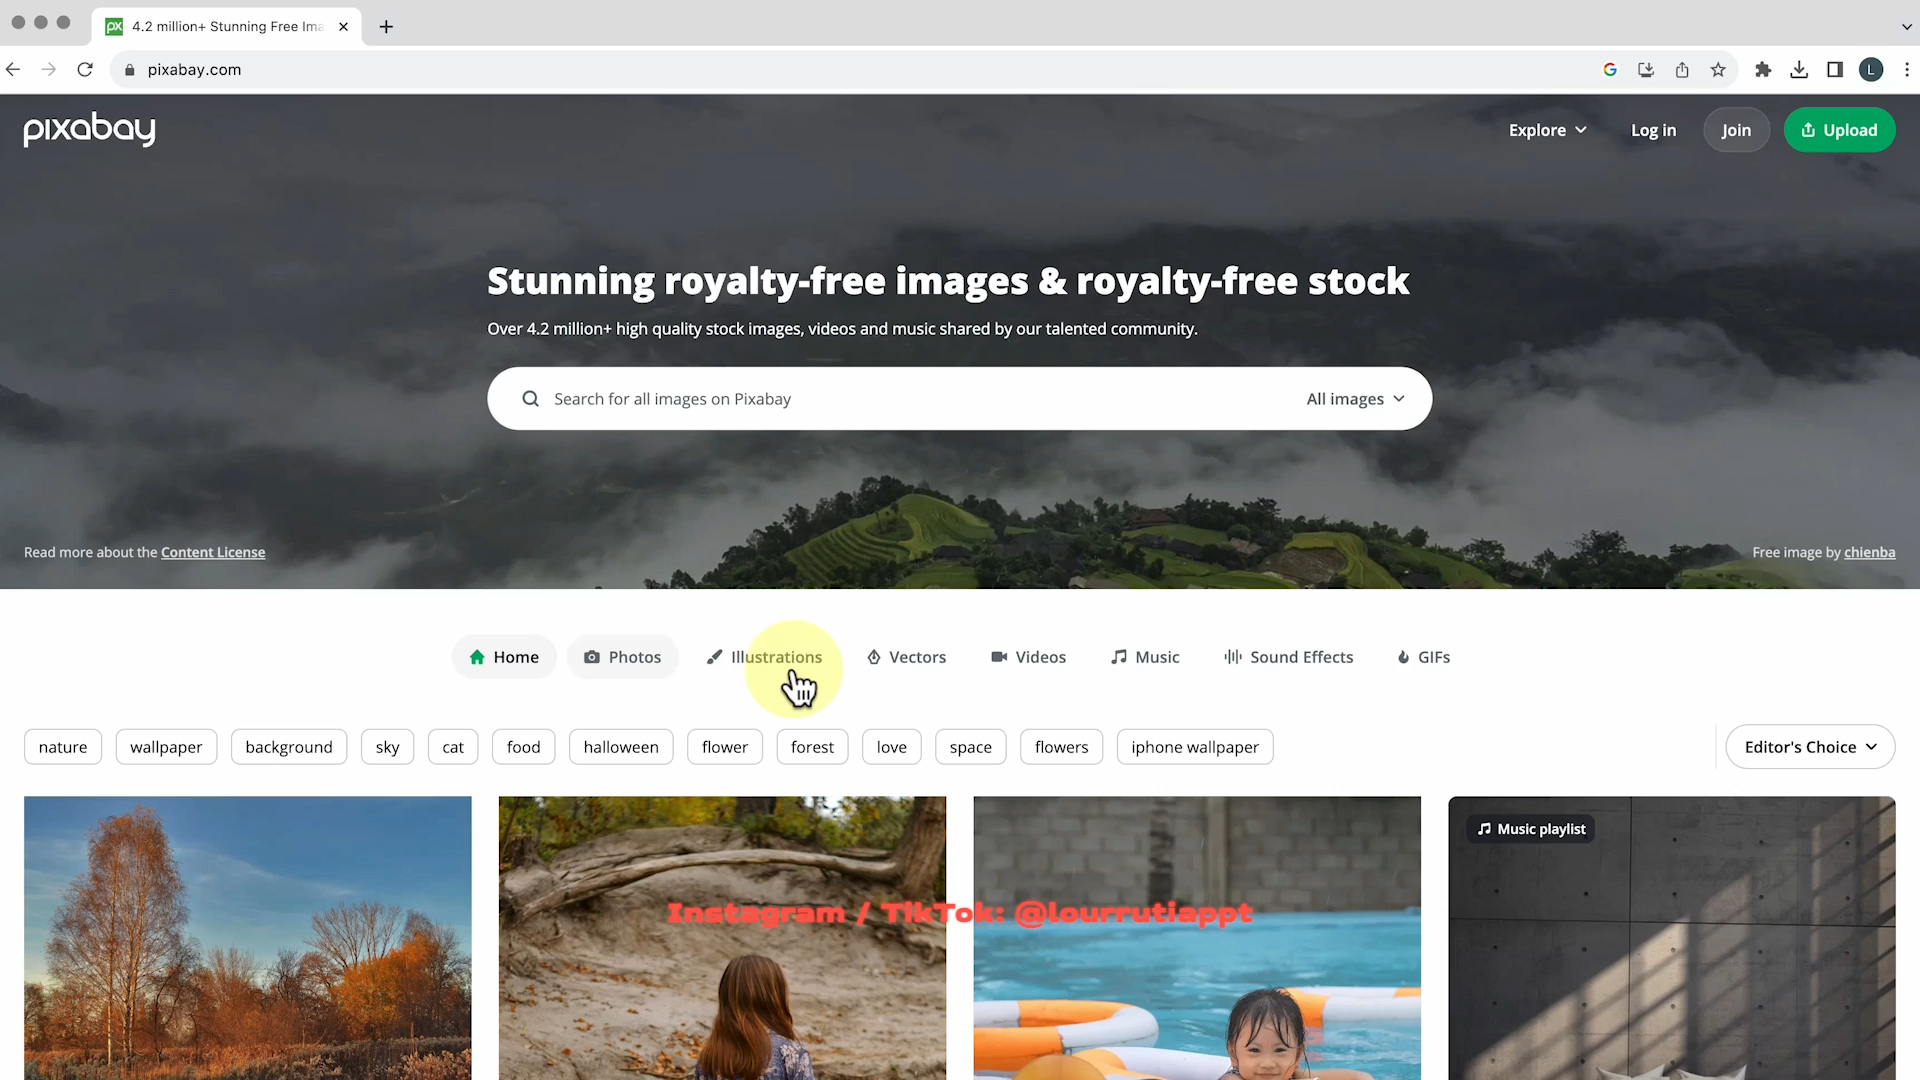 px 4.2 million+ Stunning Free Ima
pixabay.com
L
pixabay
Explore
Log in
Join
Upload
Stunning royalty-free images & royalty-free stock
Over 4.2 million+ high quality stock images, videos and music shared by our talented community.
Search for all images on Pixabay
All images
Read more about the Content License
Free image by chienba
Home
Photos
Illustrations
Vectors
Videos
Music
Sound Effects
GIFs
nature
wallpaper
background
sky
cat
food
halloween
flower
forest
love
space
flowers
iphone wallpaper
Editor's Choice
Music playlist
Instagram / TikTok: @lourrutiappt